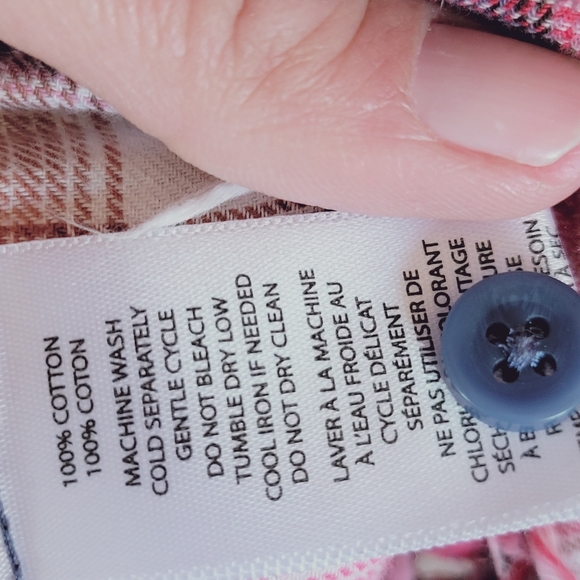 100% COTTON
100% COTON
MACHINE WASH
COLD SEPARATELY
GENTLE CYCLE
DO NOT BLEACH
TUMBLE DRY LOW
COOL IRON IF NEEDED
DO NOT DRY CLEAN
LAVER À LA MACHINE
À L'EAU FROIDE AU
CYCLE DÉLICAT
SÉPARÉMENT
NE PAS UTILISER DE